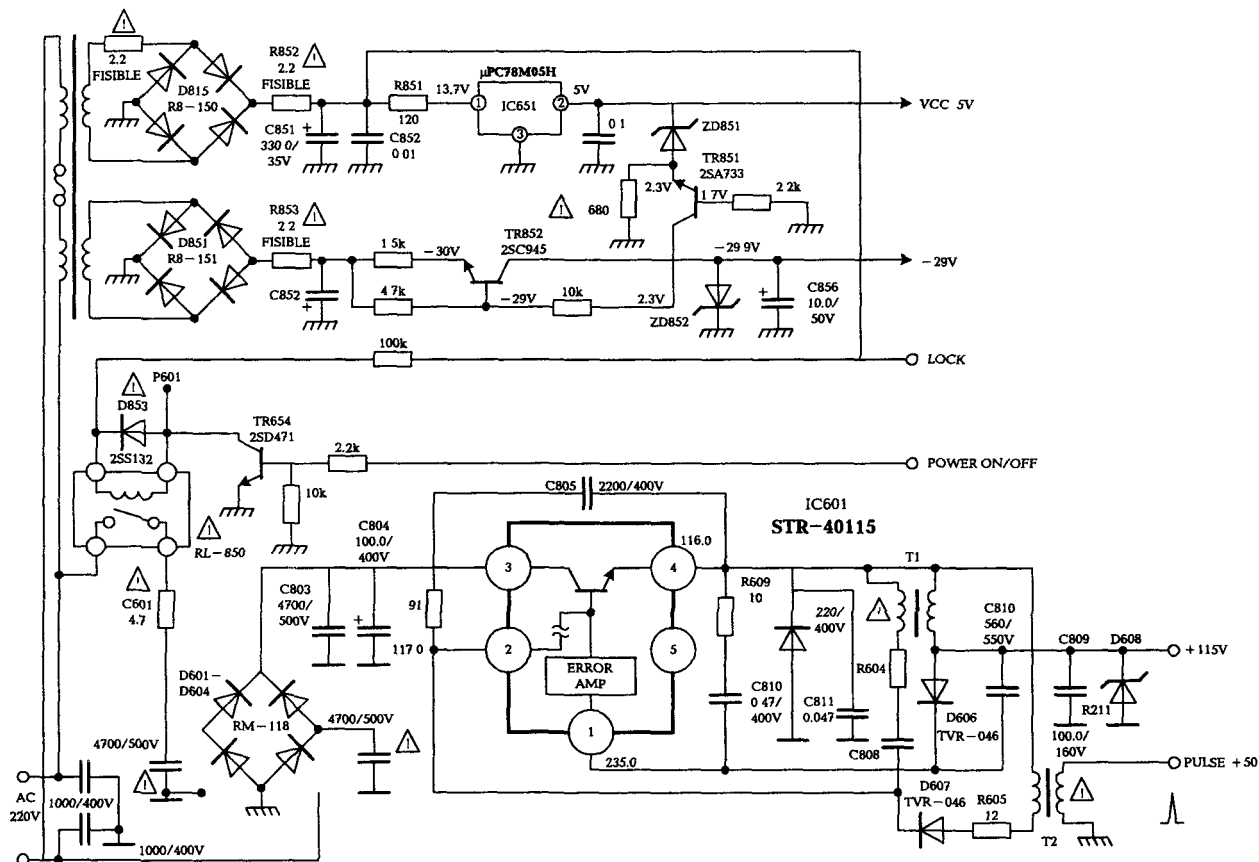 !
2.2
FISIBLE
D815
R8-150
R852
!
2.2
FISIBLE
C851
330 0/
35V
+
C852
0 01
R851
120
13.7V
μPC78M05H
1
IC651
2
3
5V
0 1
VCC 5V
ZD851
TR851
2SA733
2.3V
1 7V
2 2k
!
680
D851
R8-151
R853
!
2 2
FISIBLE
C852
+
1 5k
-30V
TR852
2SC945
4 7k
-29V
10k
2.3V
-29 9V
-29V
ZD852
+
C856
10.0/
50V
100k
LOCK
P601
!
D853
2SS132
TR654
2SD471
2.2k
POWER ON/OFF
10k
!
RL-850
!
C601
4.7
C805
2200/400V
IC601
STR-40115
C804
100.0/
400V
+
C803
4700/
500V
91
117 0
3
4
116.0
2
5
ERROR
AMP
1
235.0
R609
10
C810
0 47/
400V
220/
400V
C811
0.047
!
T1
R604
C808
D606
TVR-046
C810
560/
550V
C809
100.0/
160V
D608
R211
+115V
D601-
D604
RM-118
4700/500V
!
4700/500V
!
AC
220V
1000/400V
1000/400V
D607
TVR-046
R605
12
T2
!
PULSE +50